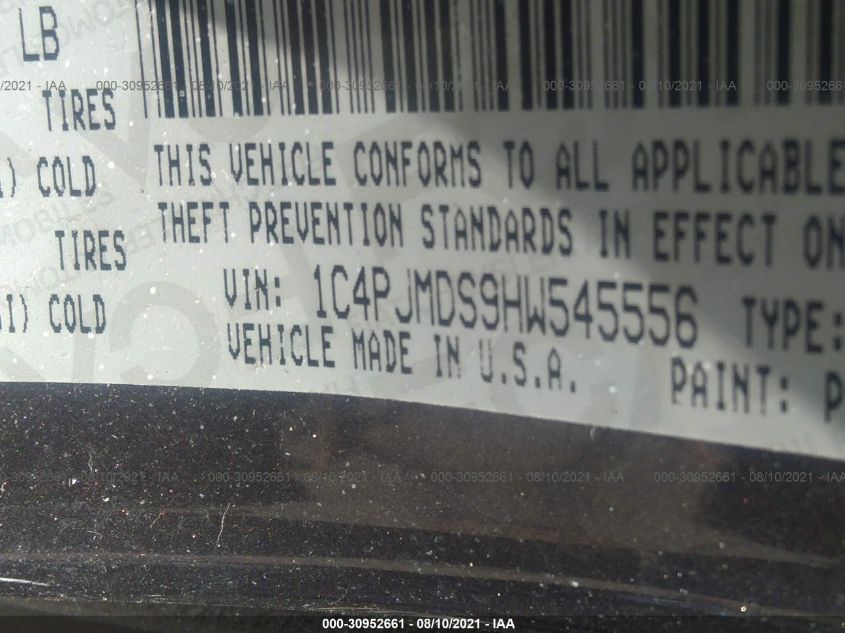 LB
TIRES
I) COLD
TIRES
SI) COLD
THIS VEHICLE CONFORMS TO ALL APPLICABLE
THEFT PREVENTION STANDARDS IN EFFECT ON
VIN: 1C4PJMDS9HW545556 TYPE:
VEHICLE MADE IN U.S.A. PAINT: P
000-30952661 - 08/10/2021 - IAA